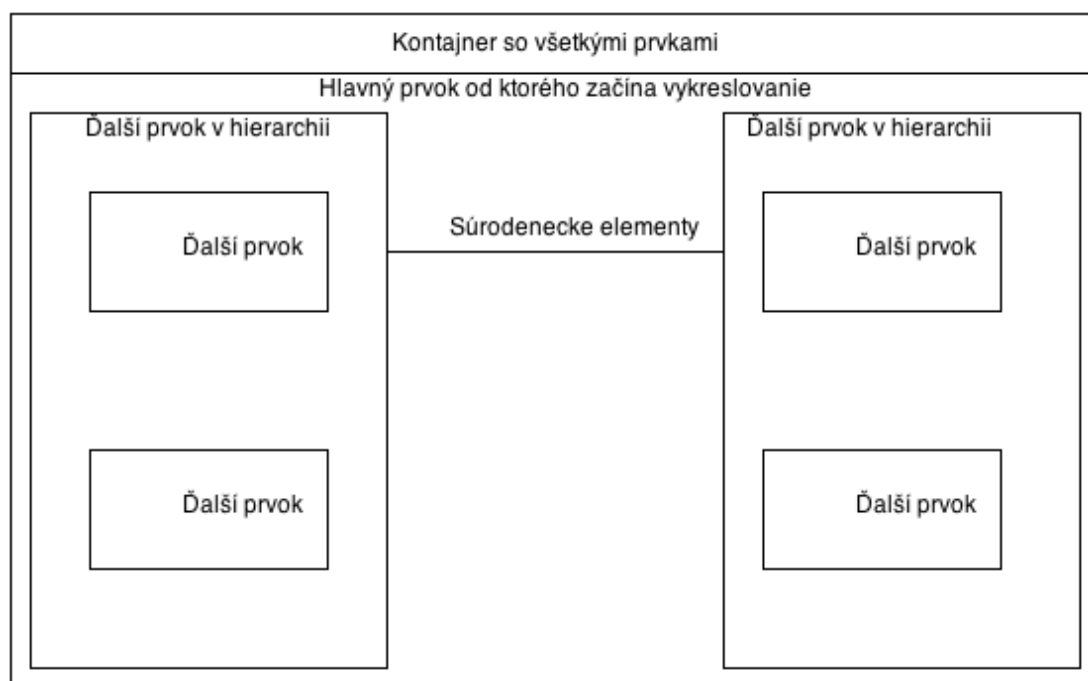 Kontajner so všetkými prvkami
Hlavný prvok od ktorého začina vykreslovanie
Ďalší prvok v hierarchii
Ďalší prvok v hierarchii
Súrodenecke elementy
Ďalší prvok
Ďalší prvok
Ďalší prvok
Ďalší prvok